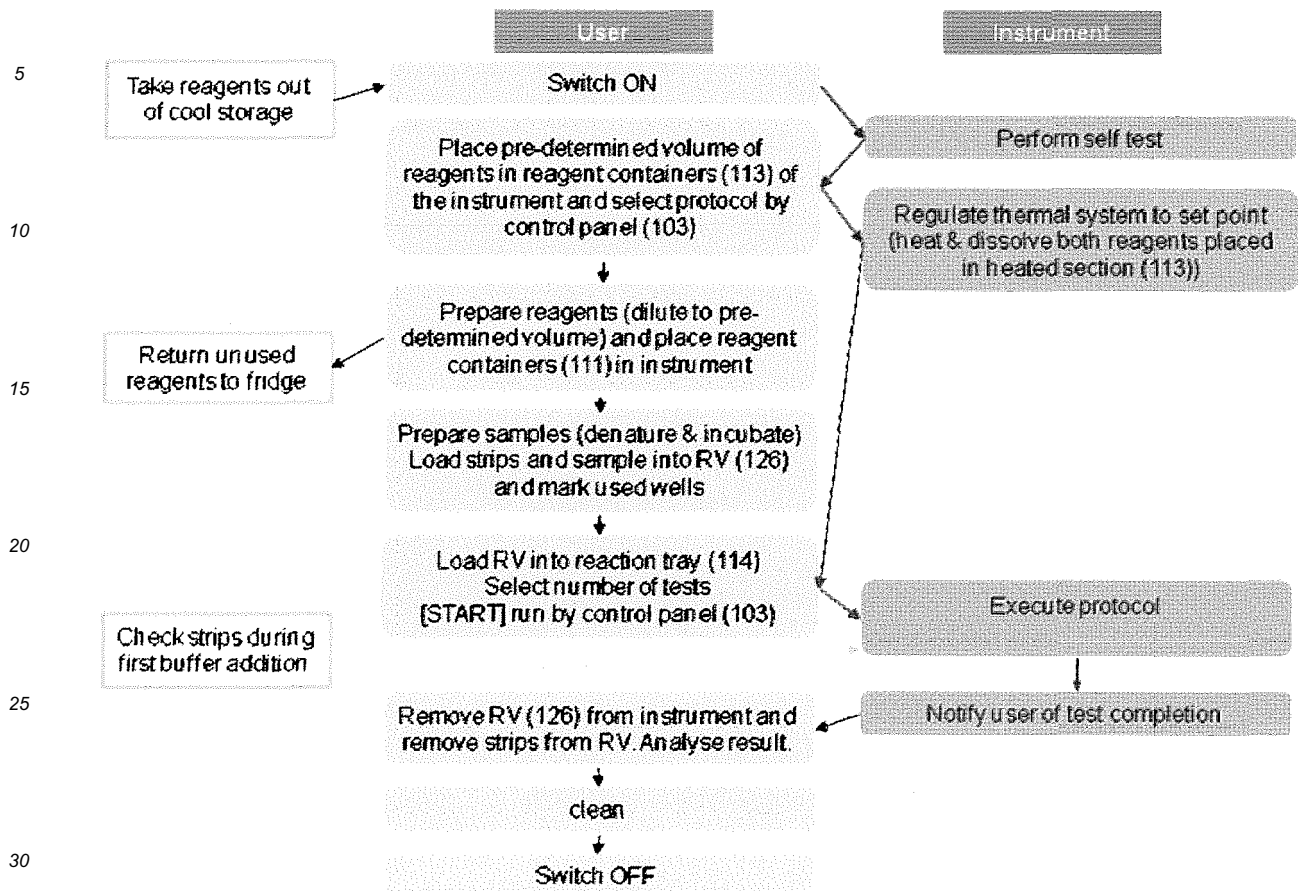 User
Instrument
5
Take reagents out
of cool storage
Switch ON
Perform self test
Place pre-determined volume of
reagents in reagent containers (113) of
the instrument and select protocol by
control panel (103)
10
Regulate thermal system to set point
(heat & dissolve both reagents placed
in heated section (113))
Prepare reagents (dilute to pre-
determined volume) and place reagent
containers (111) in instrument
Return unused
reagents to fridge
15
Prepare samples (denature & incubate)
Load strips and sample into RV (126)
and mark used wells
20
Load RV into reaction tray (114)
Select number of tests
[START] run by control panel (103)
Execute protocol
Check strips during
first buffer addition
25
Remove RV (126) from instrument and
remove strips from RV. Analyse result.
Notify user of test completion
clean
30
Switch OFF